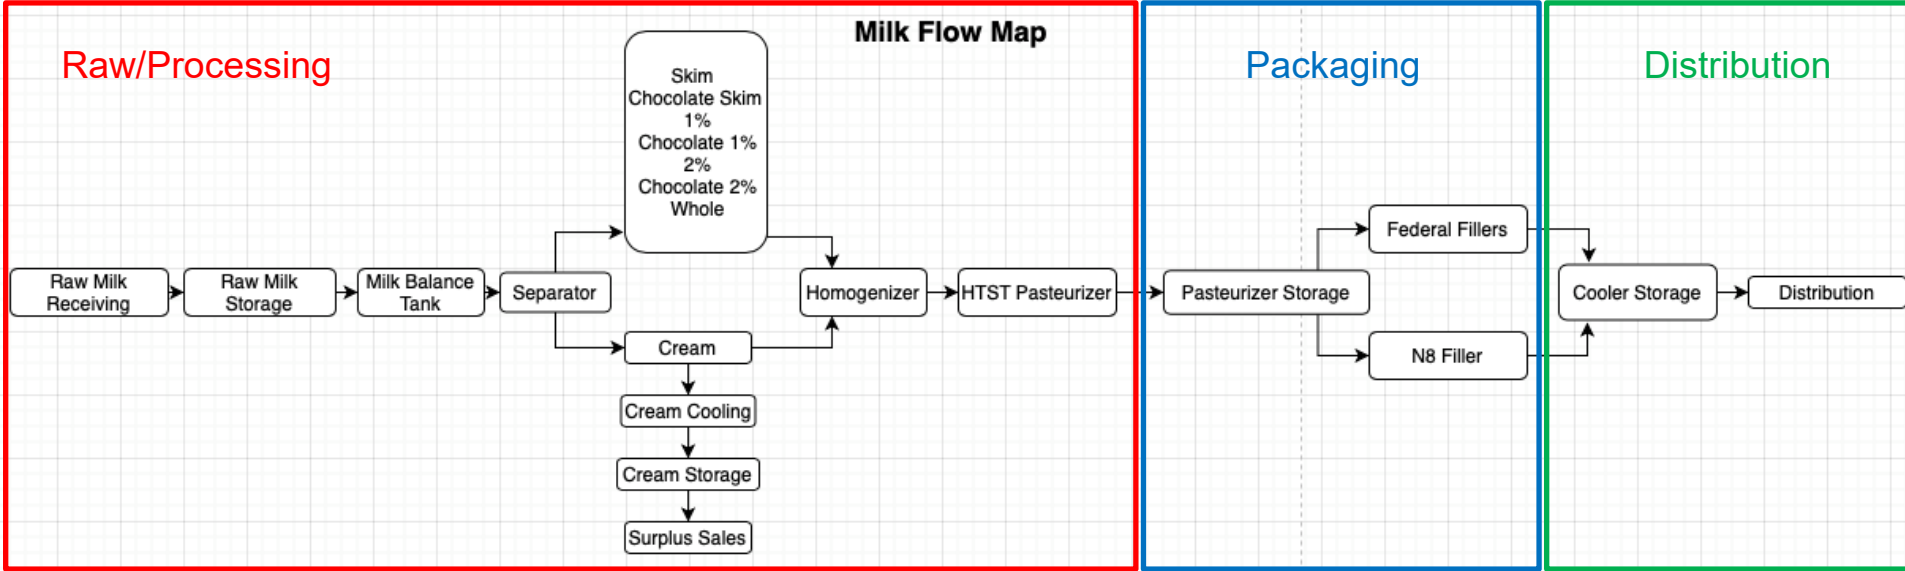 Milk Flow Map
Raw/Processing
Packaging
Distribution
Skim
Chocolate Skim
1%
Chocolate 1%
2%
Chocolate 2%
Whole
Raw Milk
Receiving
Raw Milk
Storage
Milk Balance
Tank
Separator
Cream
Cream Cooling
Cream Storage
Surplus Sales
Homogenizer
HTST Pasteurizer
Pasteurizer Storage
Federal Fillers
N8 Filler
Cooler Storage
Distribution